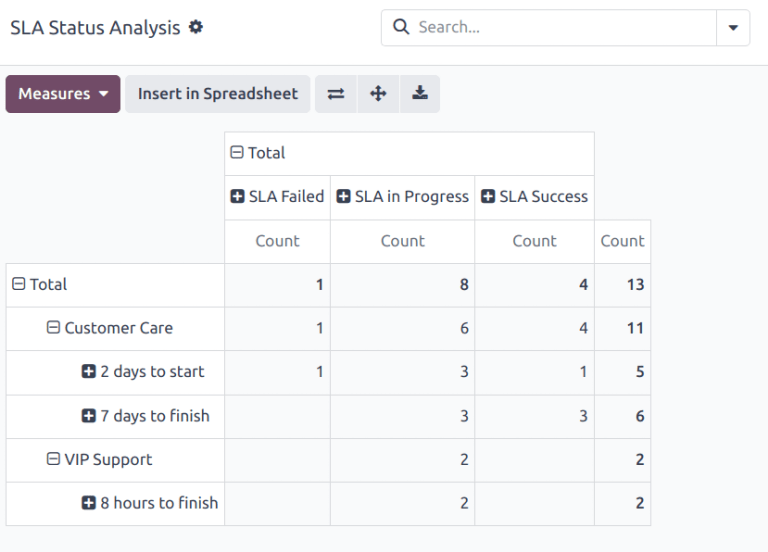 SLA Status Analysis
Search...
Measures
Insert in Spreadsheet
Total
SLA Failed SLA in Progress SLA Success
Count Count Count Count
Total 1 8 4 13
Customer Care 1 6 4 11
2 days to start 1 3 1 5
7 days to finish 3 3 6
VIP Support 2 2
8 hours to finish 2 2